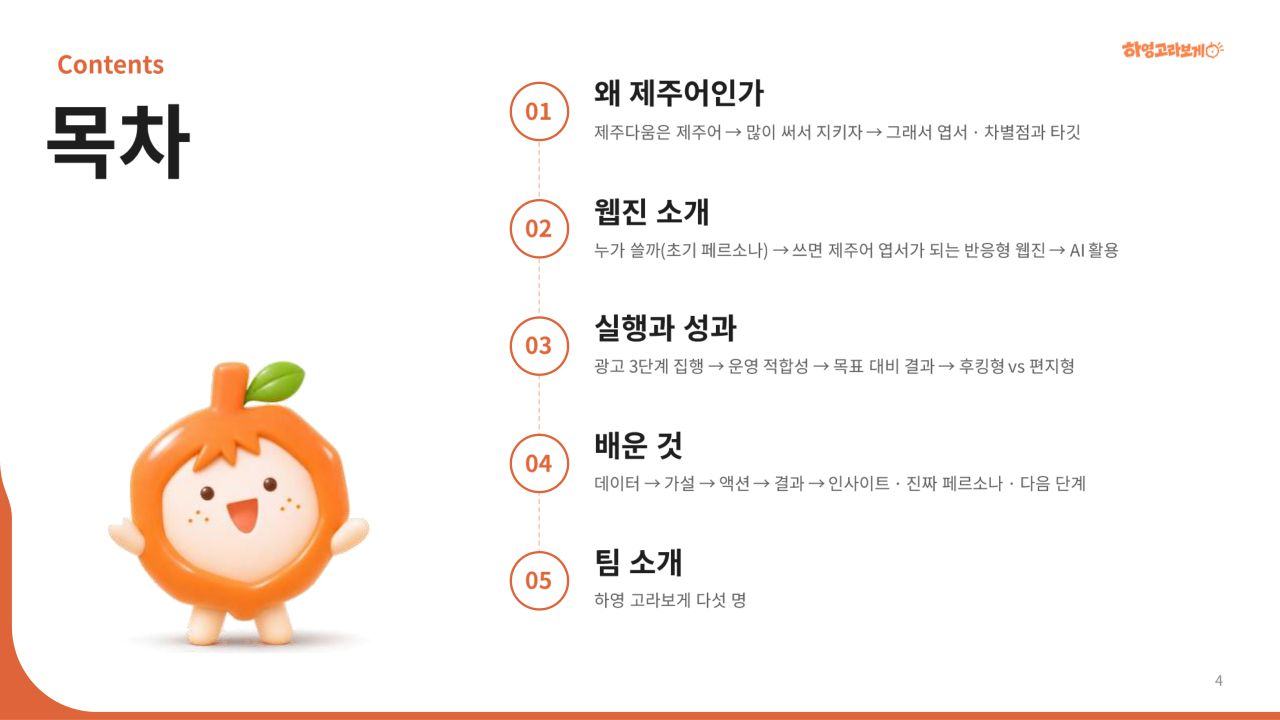 Contents
목차
하영고라보게
01
왜 제주어인가
제주다움은 제주어 → 많이 써서 지키자 → 그래서 엽서 · 차별점과 타깃
02
웹진 소개
누가 쓸까(초기 페르소나) → 쓰면 제주어 엽서가 되는 반응형 웹진 → AI 활용
03
실행과 성과
광고 3단계 집행 → 운영 적합성 → 목표 대비 결과 → 후킹형 vs 편지형
04
배운 것
데이터 → 가설 → 액션 → 결과 → 인사이트 · 진짜 페르소나 · 다음 단계
05
팀 소개
하영 고라보게 다섯 명
4